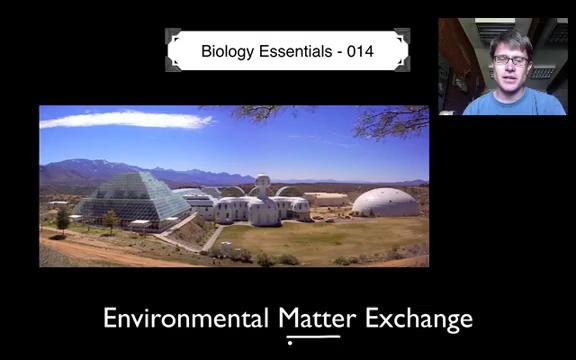 Biology Essentials - 014
Environmental Matter Exchange